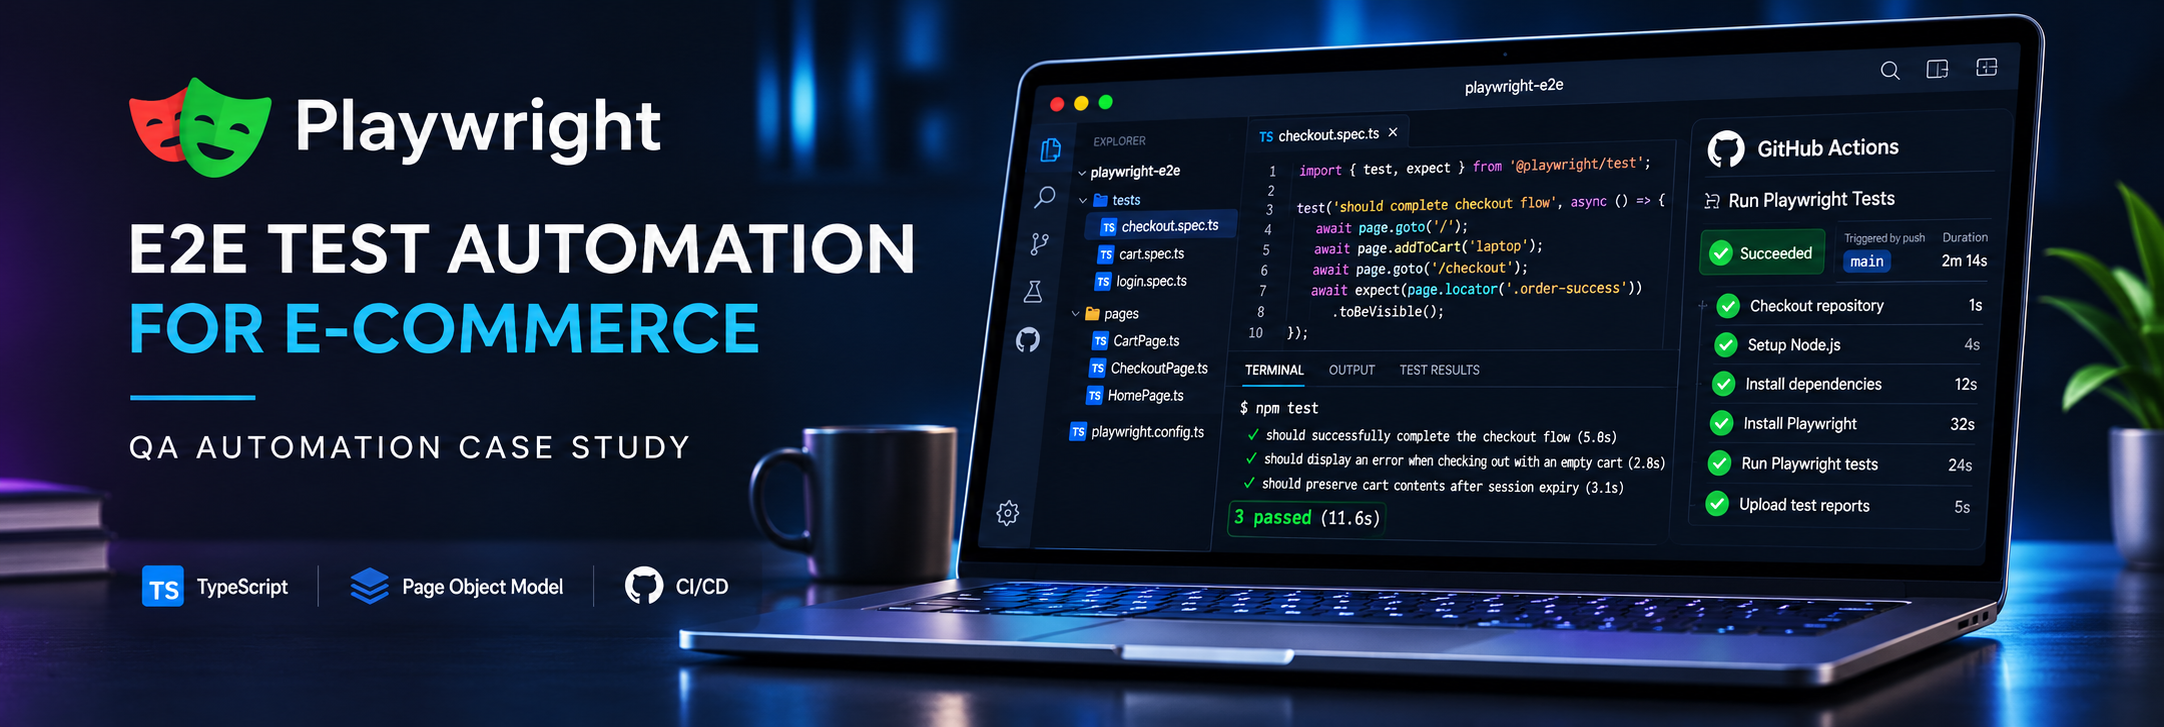 Playwright
E2E TEST AUTOMATION
FOR E-COMMERCE
QA AUTOMATION CASE STUDY
TS TypeScript
Page Object Model
CI/CD
playwright-e2e
EXPLORER
playwright-e2e
tests
TS checkout.spec.ts
TS cart.spec.ts
TS login.spec.ts
pages
TS CartPage.ts
TS CheckoutPage.ts
TS HomePage.ts
TS playwright.config.ts
TS checkout.spec.ts ×
1 import { test, expect } from '@playwright/test';
2
3 test('should complete checkout flow', async () => {
4 await page.goto('/');
5 await page.addToCart('laptop');
6 await page.goto('/checkout');
7 await expect(page.locator('.order-success'))
8 .toBeVisible();
10 });
TERMINAL OUTPUT TEST RESULTS
$ npm test
✓ should successfully complete the checkout flow (5.8s)
✓ should display an error when checking out with an empty cart (2.8s)
✓ should preserve cart contents after session expiry (3.1s)
3 passed (11.6s)
GitHub Actions
Run Playwright Tests
Succeeded
Triggered by push
main
Duration
2m 14s
Checkout repository 1s
Setup Node.js 4s
Install dependencies 12s
Install Playwright 32s
Run Playwright tests 24s
Upload test reports 5s